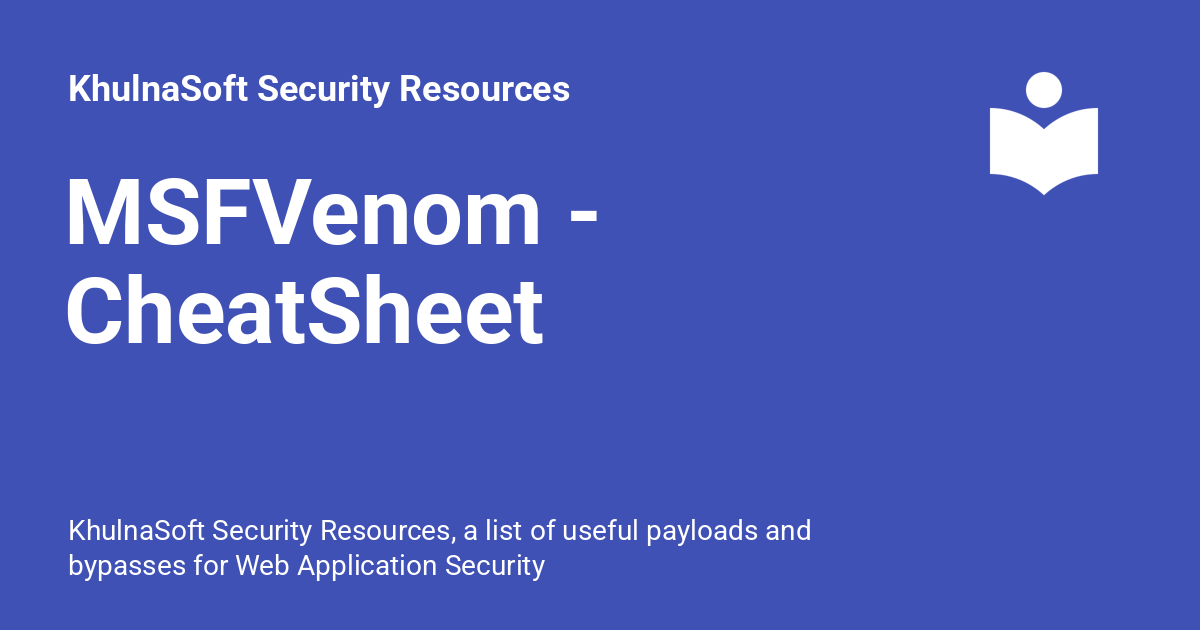 KhulnaSoft Security Resources
MSFVenom -
CheatSheet
KhulnaSoft Security Resources, a list of useful payloads and
bypasses for Web Application Security